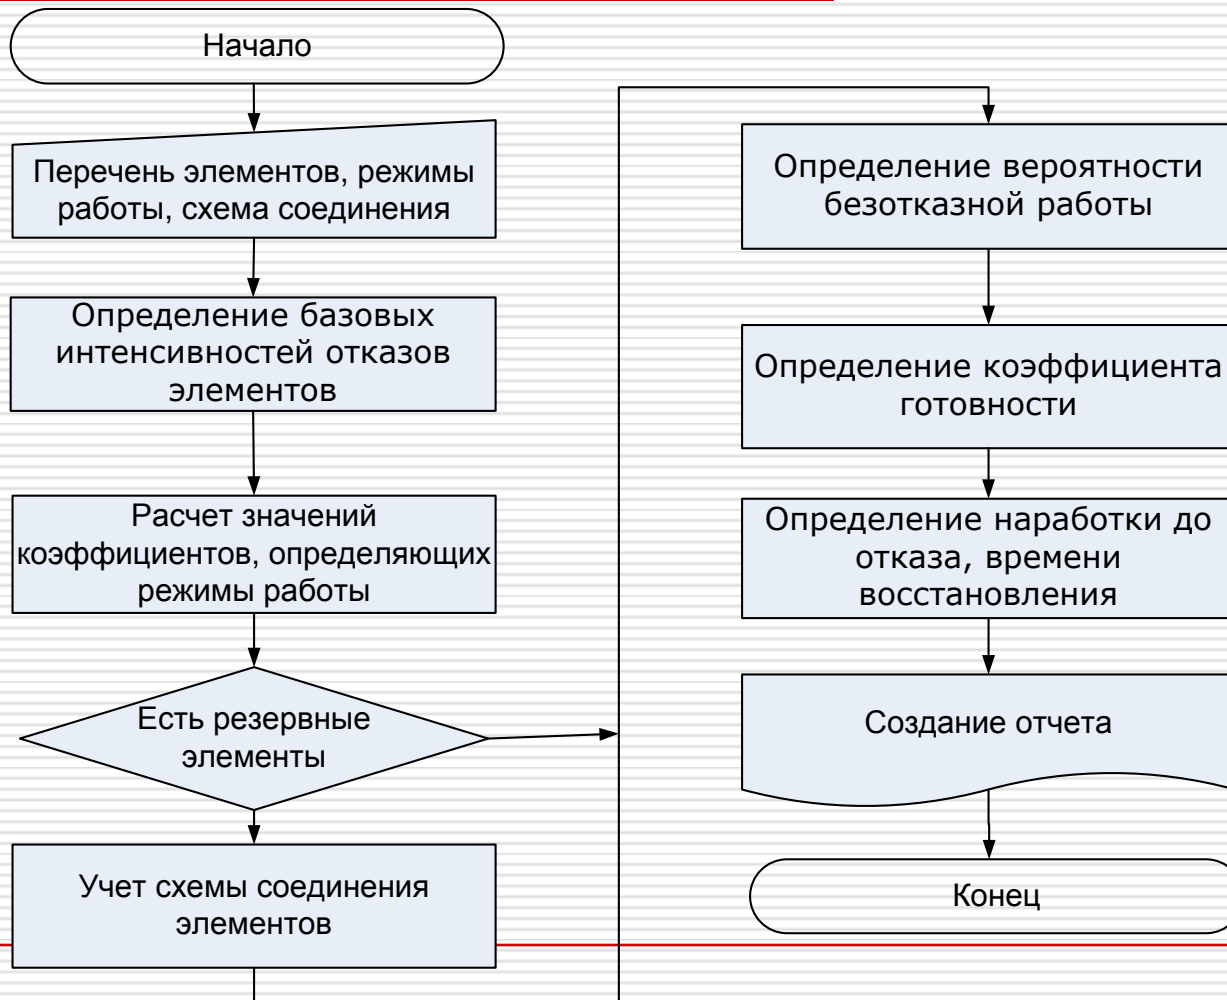 Начало
Перечень элементов, режимы
работы, схема соединения
Определение базовых
интенсивностей отказов
элементов
Расчет значений
коэффициентов, определяющих
режимы работы
Есть резервные
элементы
Учет схемы соединения
элементов
Определение вероятности
безотказной работы
Определение коэффициента
готовности
Определение наработки до
отказа, времени
восстановления
Создание отчета
Конец